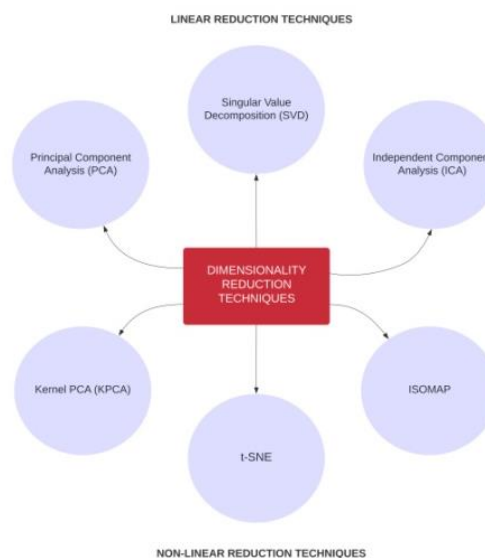 LINEAR REDUCTION TECHNIQUES
Singular Value
Decomposition (SVD)
Principal Component
Analysis (PCA)
Independent Component
Analysis (ICA)
DIMENSIONALITY
REDUCTION
TECHNIQUES
Kernel PCA (KPCA)
ISOMAP
t-SNE
NON-LINEAR REDUCTION TECHNIQUES